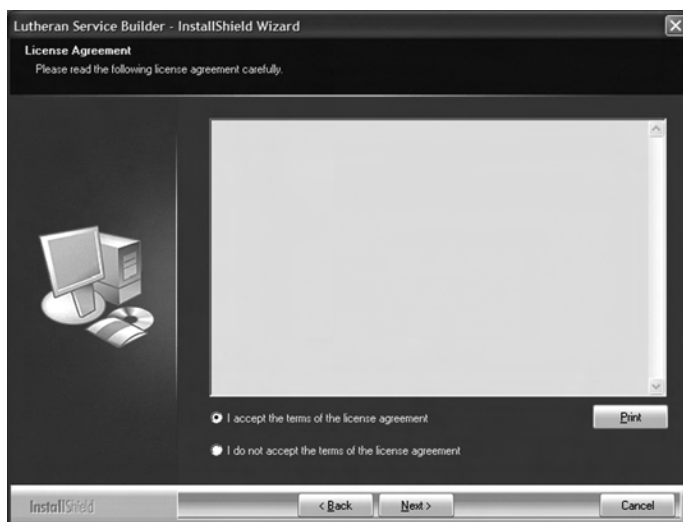 Lutheran Service Builder - InstallShield Wizard
License Agreement
Please read the following license agreement carefully.
I accept the terms of the license agreement
Print
I do not accept the terms of the license agreement
InstallShield
< Back
Next >
Cancel